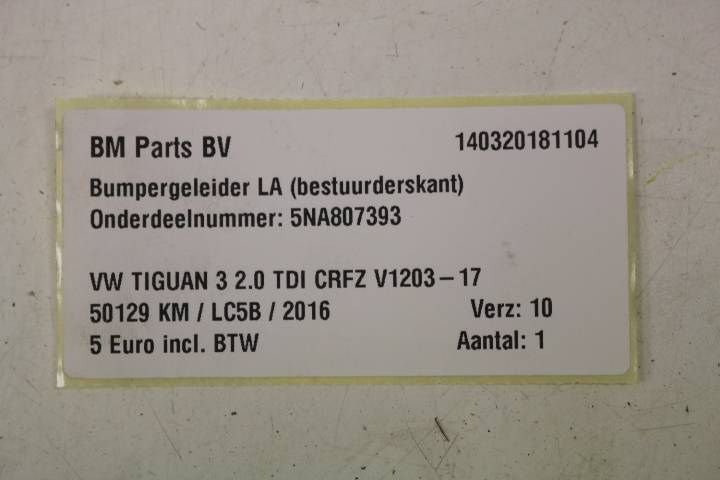 BM Parts BV 140320181104
Bumpergeleider LA (bestuurderskant)
Onderdeelnummer: 5NA807393
VW TIGUAN 3 2.0 TDI CRFZ V1203-17
50129 KM / LC5B / 2016 Verz: 10
5 Euro incl. BTW Aantal: 1